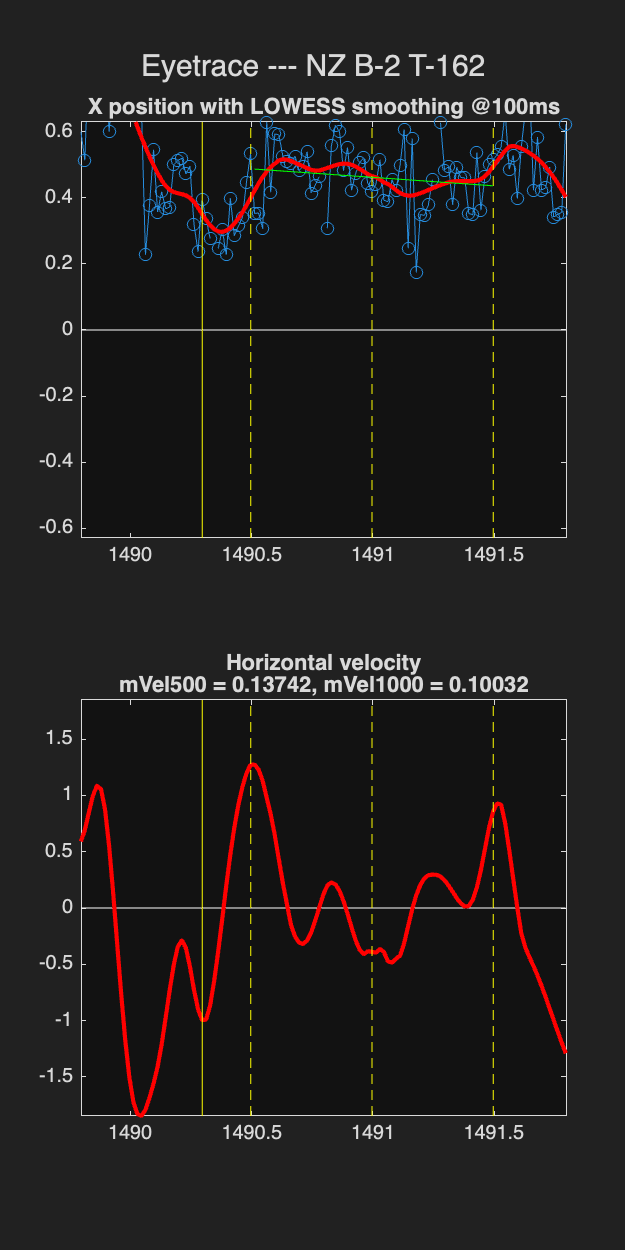 Eyetrace --- NZ B-2 T-162
X position with LOWESS smoothing @100ms
0.6
0.4
0.2
0
-0.2
-0.4
-0.6
1490 1490.5 1491 1491.5
Horizontal velocity
mVel500 = 0.13742, mVel1000 = 0.10032
1.5
1
0.5
0
-0.5
-1
-1.5
1490 1490.5 1491 1491.5